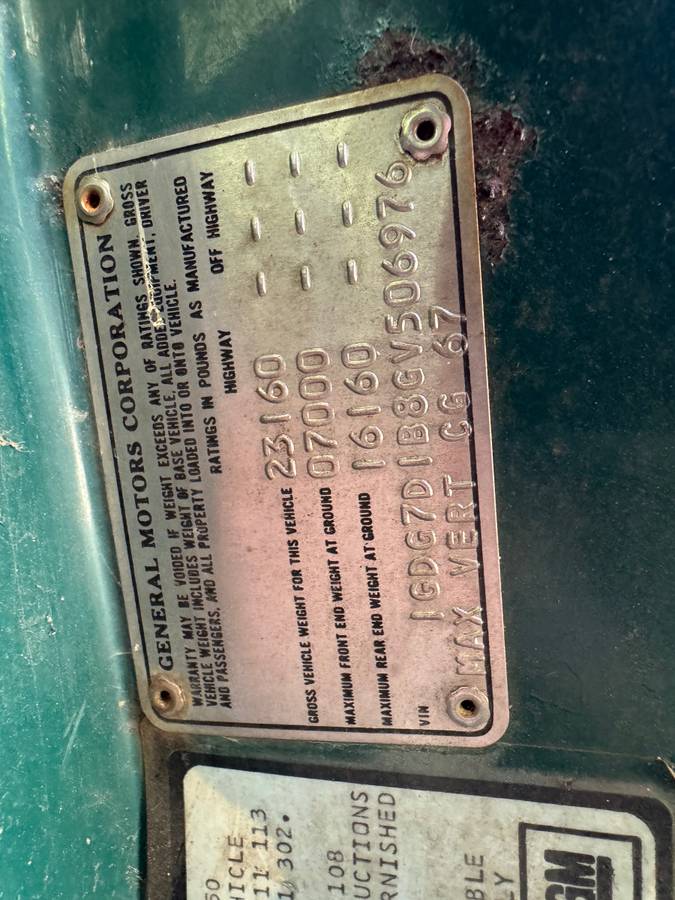 GENERAL MOTORS CORPORATION
WARRANTY MAY BE VOIDED IF WEIGHT EXCEEDS ANY OF RATINGS SHOWN. GROSS
VEHICLE WEIGHT INCLUDES WEIGHT OF BASE VEHICLE, ALL ADDED EQUIPMENT, DRIVER
AND PASSENGERS, AND ALL PROPERTY LOADED INTO OR ONTO VEHICLE.
RATINGS IN POUNDS AS MANUFACTURED
HIGHWAY OFF HIGHWAY
GROSS VEHICLE WEIGHT FOR THIS VEHICLE 23160 - - -
MAXIMUM FRONT END WEIGHT AT GROUND 07000 - - -
MAXIMUM REAR END WEIGHT AT GROUND 16160 - - -
VIN 1GDG7D1B8GV506976
MAX VERT CG 67
50
HICLE
11 113
1 302.
108
UCTIONS
RNISHED
BLE
LY
GM